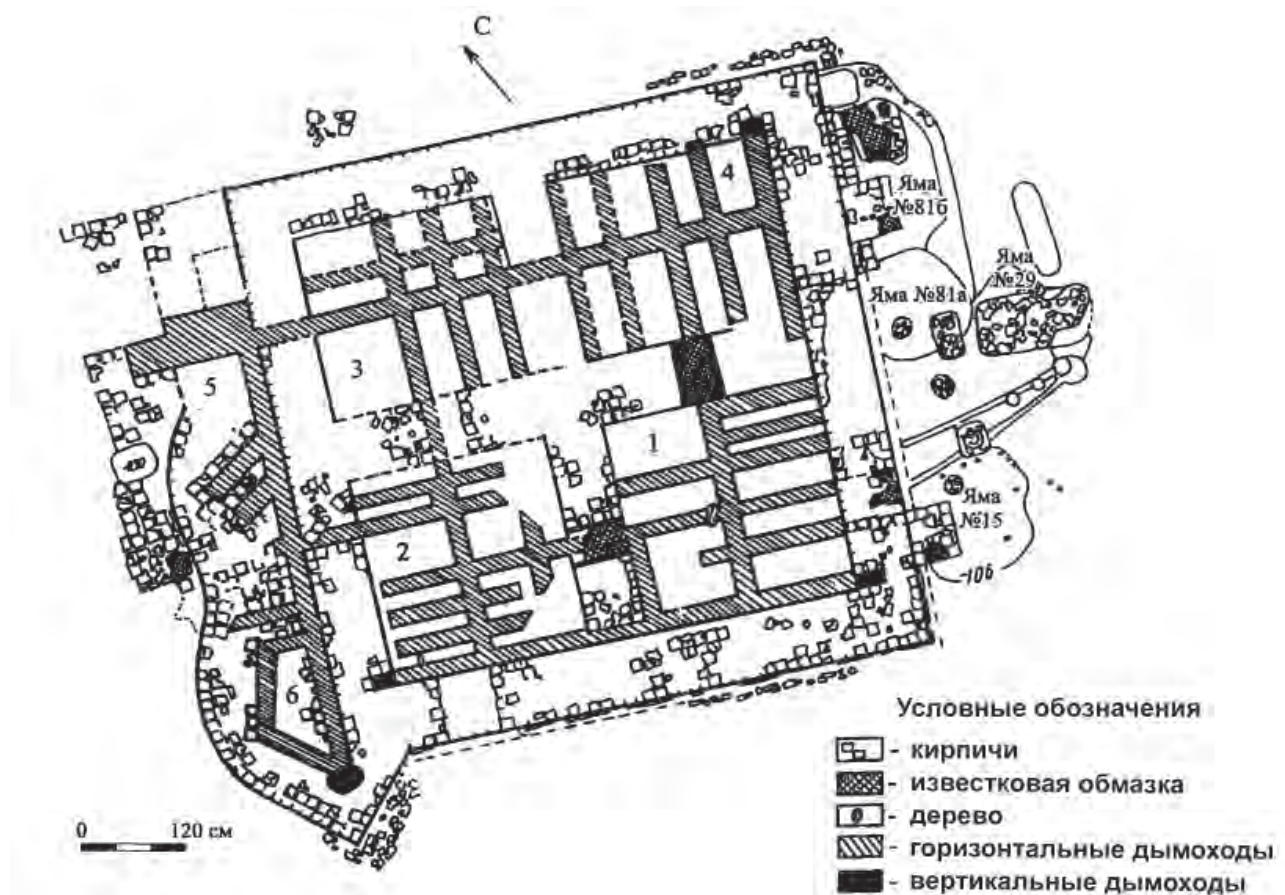 С
4
Яма
№81б
Яма
№29
Яма №81а
3
5
1
Яма
№15
2
-106
6
Условные обозначения
- кирпичи
- известковая обмазка
- дерево
- горизонтальные дымоходы
- вертикальные дымоходы
0 120 см